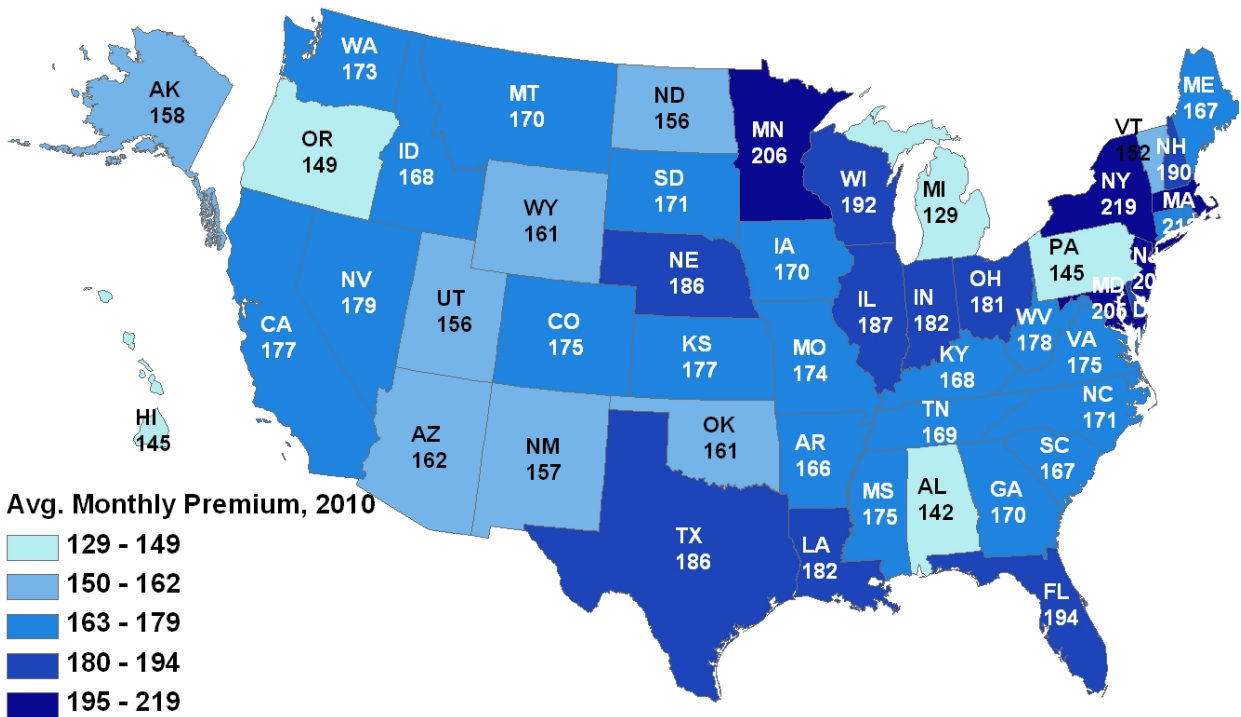 WA
173
AK
158
MT
170
ND
156
MN
206
ME
167
VT
152
NH
190
OR
149
ID
168
SD
171
WI
192
MI
129
NY
219
MA
WY
161
IA
170
PA
145
NJ
NE
186
NV
179
UT
156
CA
177
CO
175
KS
177
MO
174
IL
187
IN
182
OH
181
MD
206
WV
178
VA
175
KY
168
NC
171
TN
169
HI
145
AZ
162
NM
157
OK
161
AR
166
SC
167
MS
175
AL
142
GA
170
TX
186
LA
182
FL
194
Avg. Monthly Premium, 2010
129 - 149
150 - 162
163 - 179
180 - 194
195 - 219